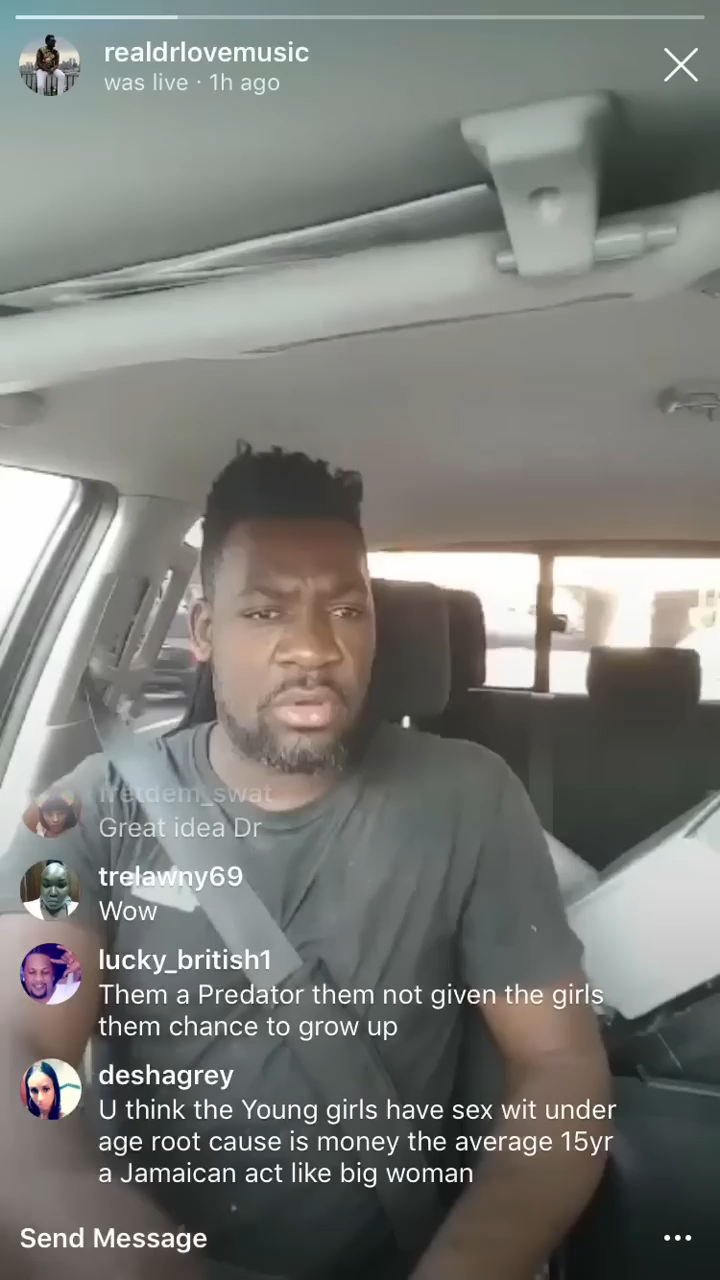 realdrlovemusic
was live · 1h ago
fretdem_swat
Great idea Dr
trelawny69
Wow
lucky_british1
Them a Predator them not given the girls
them chance to grow up
deshagrey
U think the Young girls have sex wit under
age root cause is money the average 15yr
a Jamaican act like big woman
Send Message